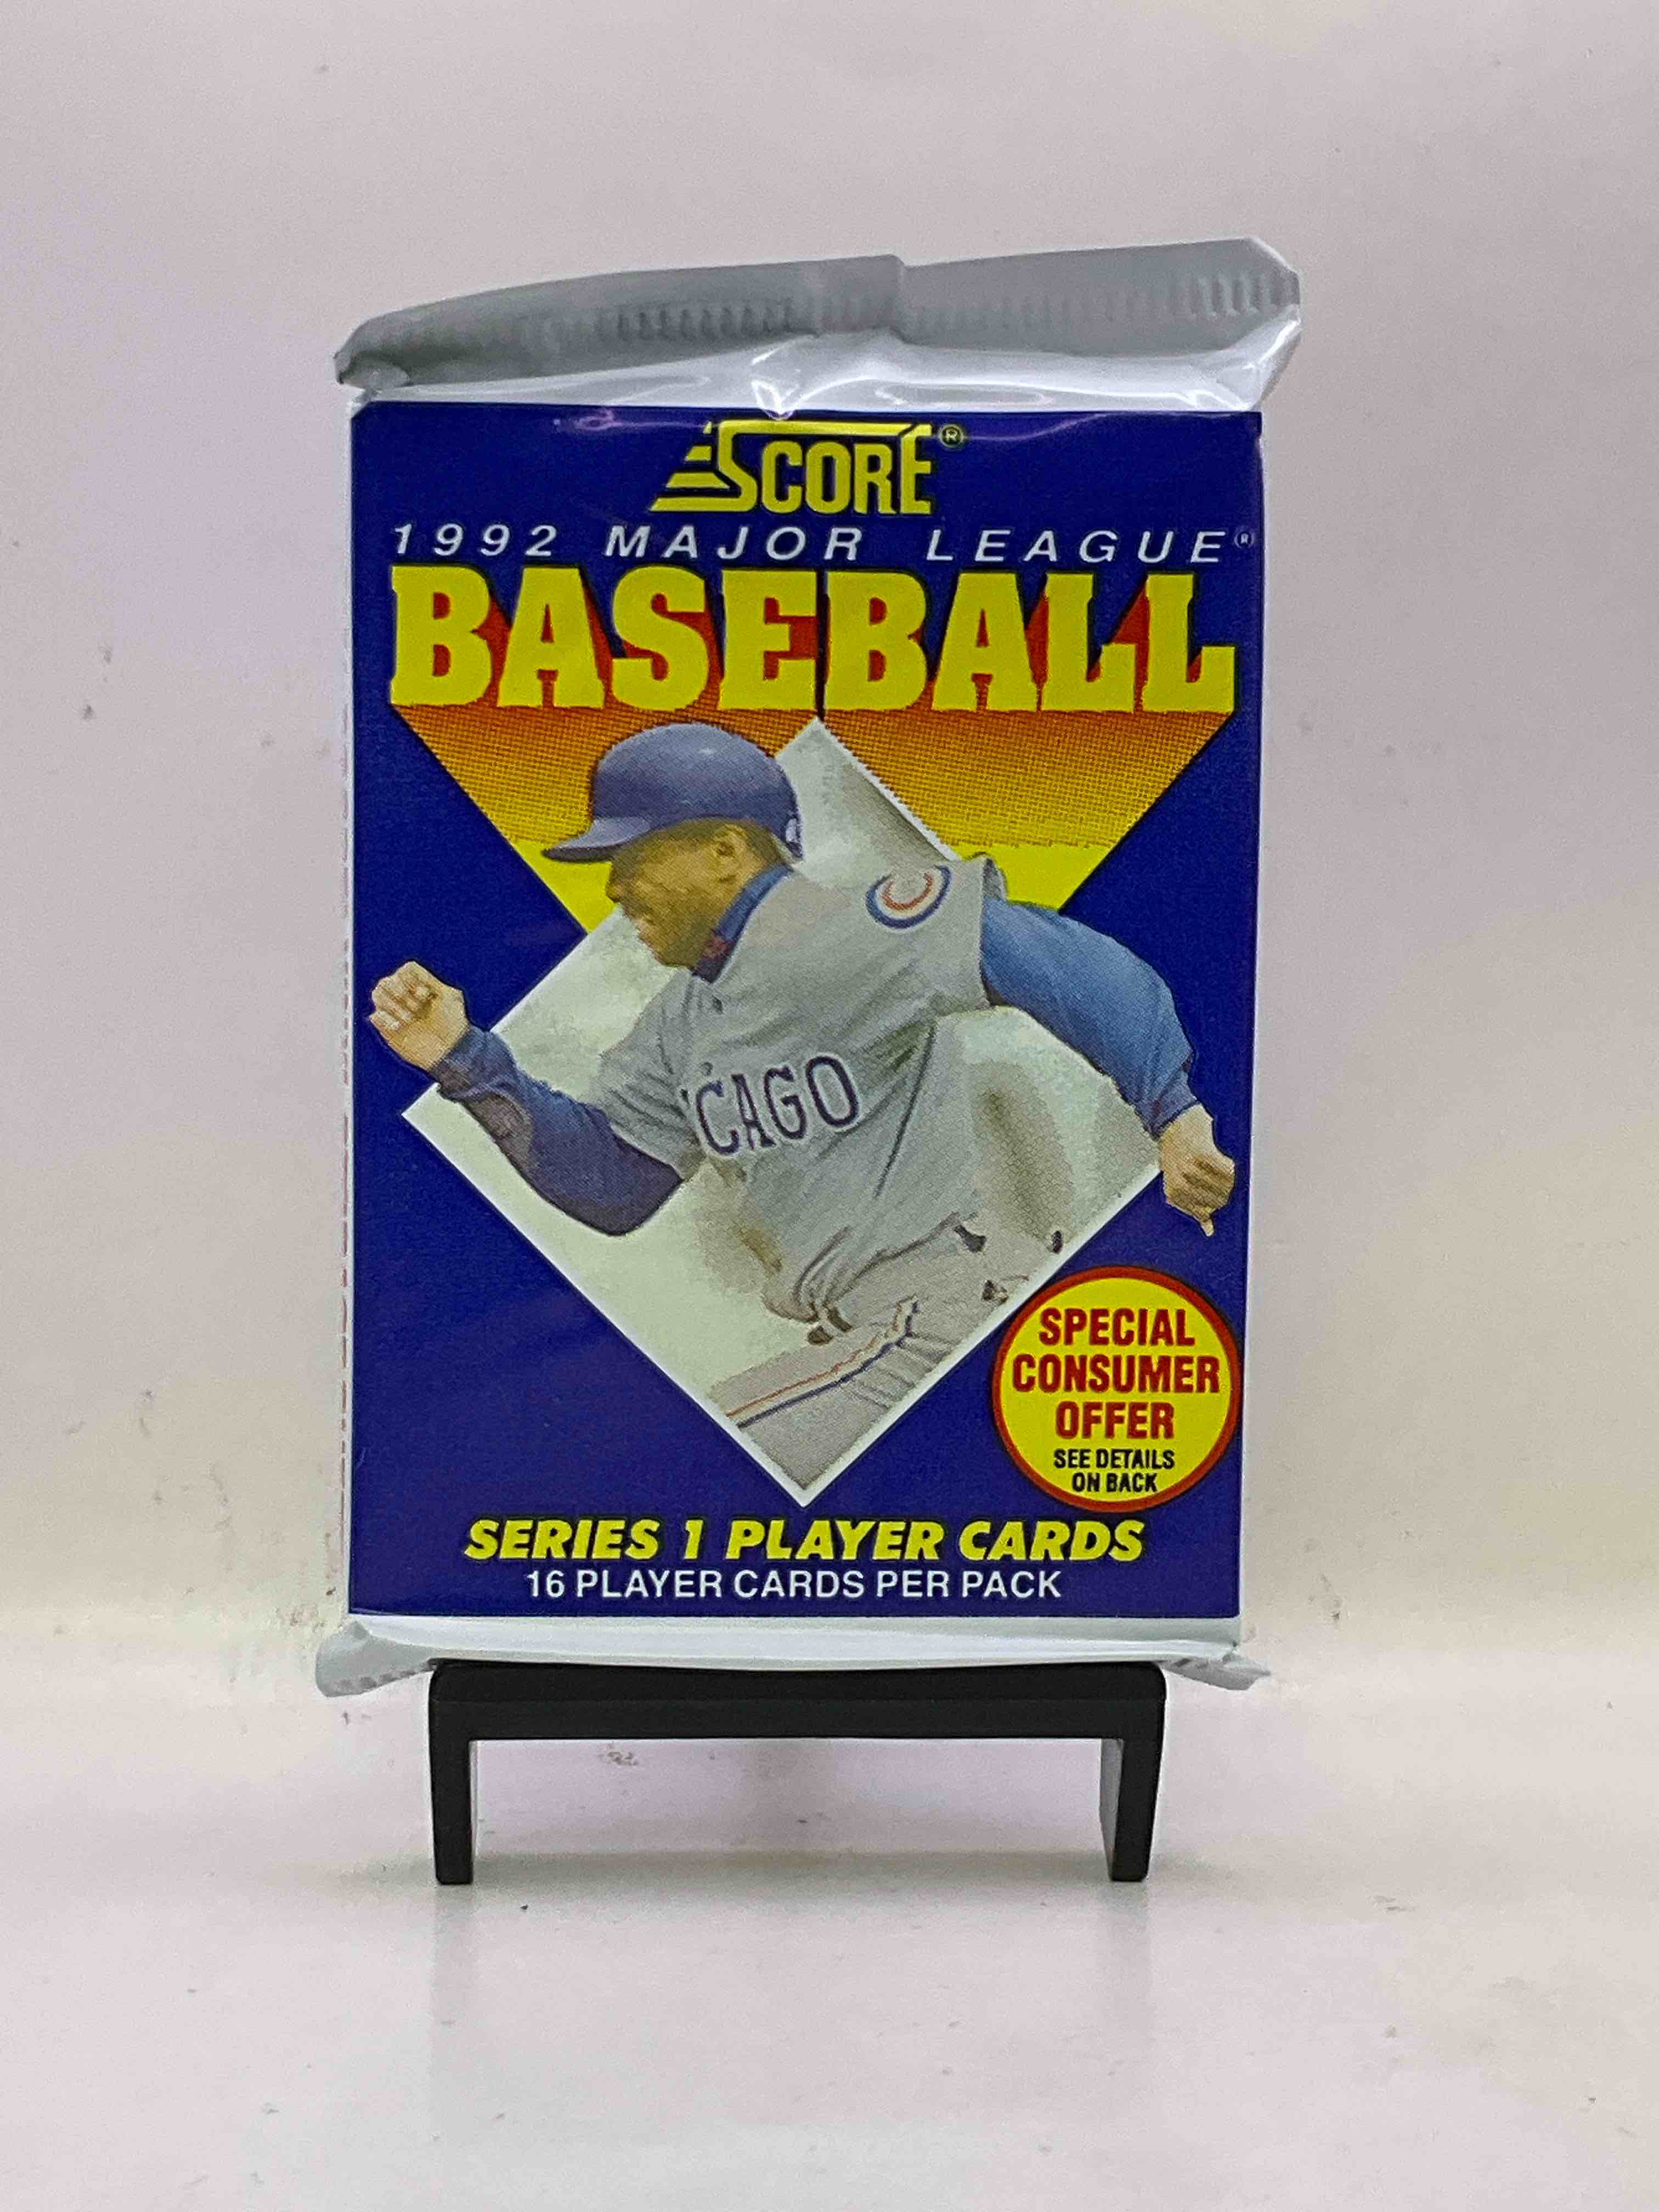 SCORE®
1992 MAJOR LEAGUE®
BASEBALL
C
CAGO
SPECIAL
CONSUMER
OFFER
SEE DETAILS
ON BACK
SERIES 1 PLAYER CARDS
16 PLAYER CARDS PER PACK